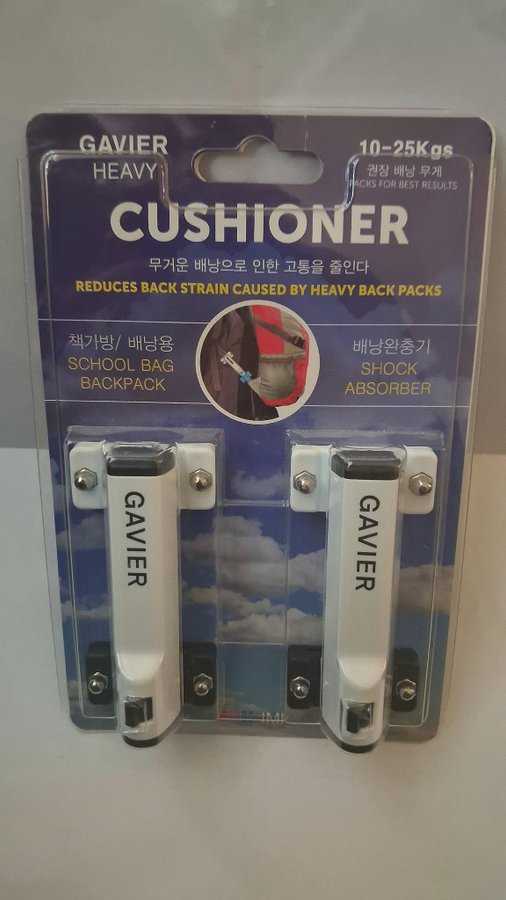 GAVIER
HEAVY
10-25Kgs
권장 배낭 무게
PACKS FOR BEST RESULTS
CUSHIONER
무거운 배낭으로 인한 고통을 줄인다
REDUCES BACK STRAIN CAUSED BY HEAVY BACK PACKS
책가방/ 배낭용
SCHOOL BAG
BACKPACK
배낭완충기
SHOCK
ABSORBER
GAVIER
GAVIER